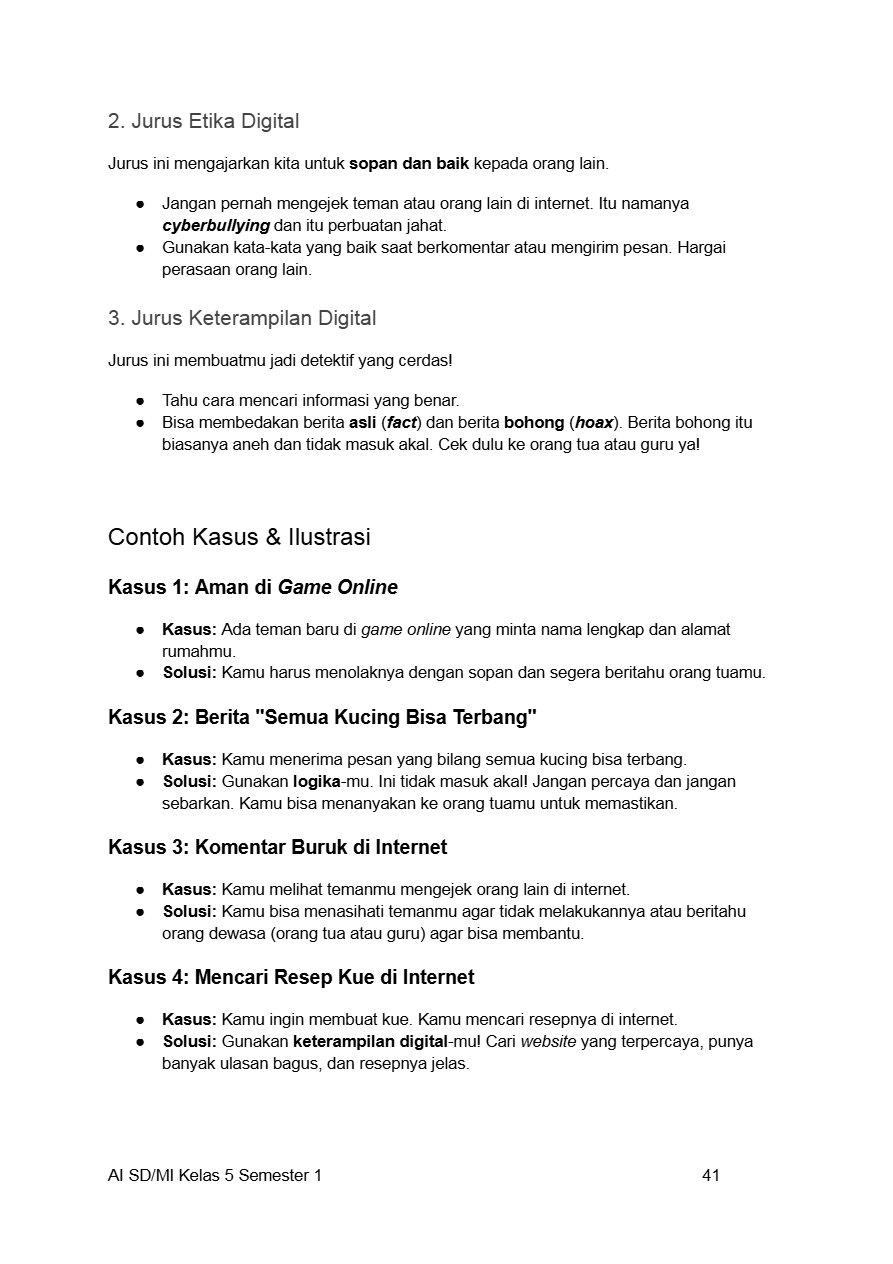 2. Jurus Etika Digital
Jurus ini mengajarkan kita untuk sopan dan baik kepada orang lain.
● Jangan pernah mengejek teman atau orang lain di internet. Itu namanya
cyberbullying dan itu perbuatan jahat.
● Gunakan kata-kata yang baik saat berkomentar atau mengirim pesan. Hargai
perasaan orang lain.
3. Jurus Keterampilan Digital
Jurus ini membuatmu jadi detektif yang cerdas!
● Tahu cara mencari informasi yang benar.
● Bisa membedakan berita asli (fact) dan berita bohong (hoax). Berita bohong itu
biasanya aneh dan tidak masuk akal. Cek dulu ke orang tua atau guru ya!
Contoh Kasus & Ilustrasi
Kasus 1: Aman di Game Online
● Kasus: Ada teman baru di game online yang minta nama lengkap dan alamat
rumahmu.
● Solusi: Kamu harus menolaknya dengan sopan dan segera beritahu orang tuamu.
Kasus 2: Berita "Semua Kucing Bisa Terbang"
● Kasus: Kamu menerima pesan yang bilang semua kucing bisa terbang.
● Solusi: Gunakan logika-mu. Ini tidak masuk akal! Jangan percaya dan jangan
sebarkan. Kamu bisa menanyakan ke orang tuamu untuk memastikan.
Kasus 3: Komentar Buruk di Internet
● Kasus: Kamu melihat temanmu mengejek orang lain di internet.
● Solusi: Kamu bisa menasihati temanmu agar tidak melakukannya atau beritahu
orang dewasa (orang tua atau guru) agar bisa membantu.
Kasus 4: Mencari Resep Kue di Internet
● Kasus: Kamu ingin membuat kue. Kamu mencari resepnya di internet.
● Solusi: Gunakan keterampilan digital-mu! Cari website yang terpercaya, punya
banyak ulasan bagus, dan resepnya jelas.
AI SD/MI Kelas 5 Semester 1 41